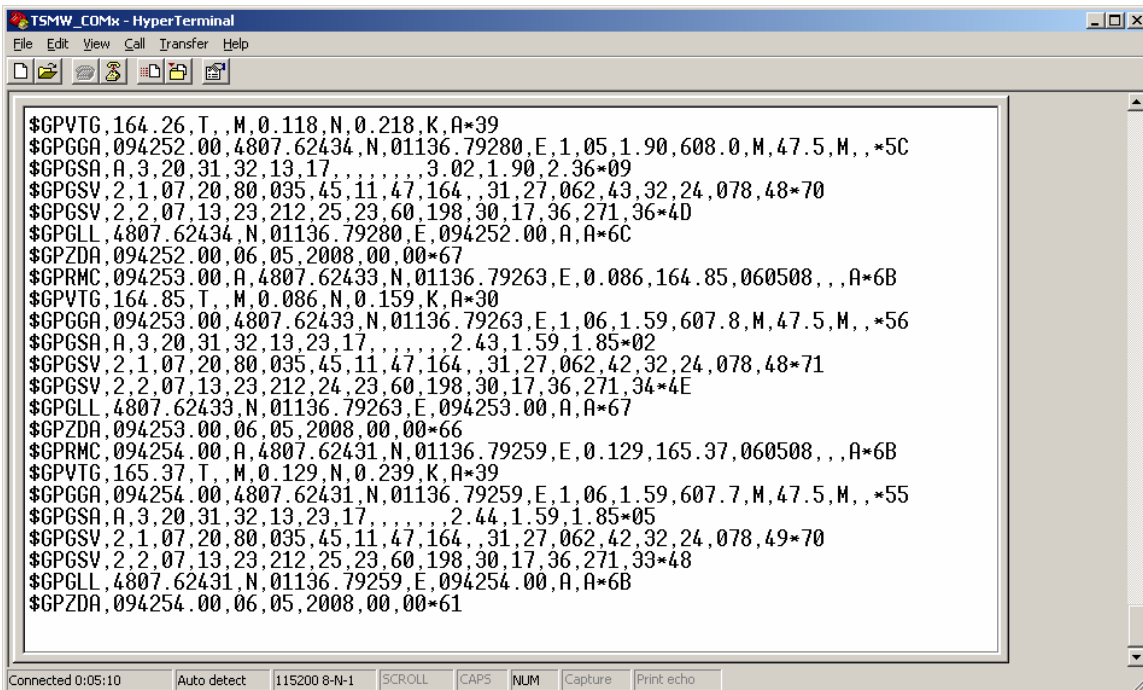 TSMW_COMx - HyperTerminal
File Edit View Call Transfer Help
$GPVTG,164.26,T,,M,0.118,N,0.218,K,A*39
$GPGGA,094252.00,4807.62434,N,01136.79280,E,1,05,1.90,608.0,M,47.5,M,,*5C
$GPGSA,A,3,20,31,32,13,17,,,,,,,,3.02,1.90,2.36*09
$GPGSV,2,1,07,20,80,035,45,11,47,164,,31,27,062,43,32,24,078,48*70
$GPGSV,2,2,07,13,23,212,25,23,60,198,30,17,36,271,36*4D
$GPGLL,4807.62434,N,01136.79280,E,094252.00,A,A*6C
$GPZDA,094252.00,06,05,2008,00,00*67
$GPRMC,094253.00,A,4807.62433,N,01136.79263,E,0.086,164.85,060508,,,A*6B
$GPVTG,164.85,T,,M,0.086,N,0.159,K,A*30
$GPGGA,094253.00,4807.62433,N,01136.79263,E,1,06,1.59,607.8,M,47.5,M,,*56
$GPGSA,A,3,20,31,32,13,23,17,,,,,,,2.43,1.59,1.85*02
$GPGSV,2,1,07,20,80,035,45,11,47,164,,31,27,062,42,32,24,078,48*71
$GPGSV,2,2,07,13,23,212,24,23,60,198,30,17,36,271,34*4E
$GPGLL,4807.62433,N,01136.79263,E,094253.00,A,A*67
$GPZDA,094253.00,06,05,2008,00,00*66
$GPRMC,094254.00,A,4807.62431,N,01136.79259,E,0.129,165.37,060508,,,A*6B
$GPVTG,165.37,T,,M,0.129,N,0.239,K,A*39
$GPGGA,094254.00,4807.62431,N,01136.79259,E,1,06,1.59,607.7,M,47.5,M,,*55
$GPGSA,A,3,20,31,32,13,23,17,,,,,,,2.44,1.59,1.85*05
$GPGSV,2,1,07,20,80,035,45,11,47,164,,31,27,062,42,32,24,078,49*70
$GPGSV,2,2,07,13,23,212,25,23,60,198,30,17,36,271,33*48
$GPGLL,4807.62431,N,01136.79259,E,094254.00,A,A*6B
$GPZDA,094254.00,06,05,2008,00,00*61
Connected 0:05:10 Auto detect 115200 8-N-1 SCROLL CAPS NUM Capture Print echo